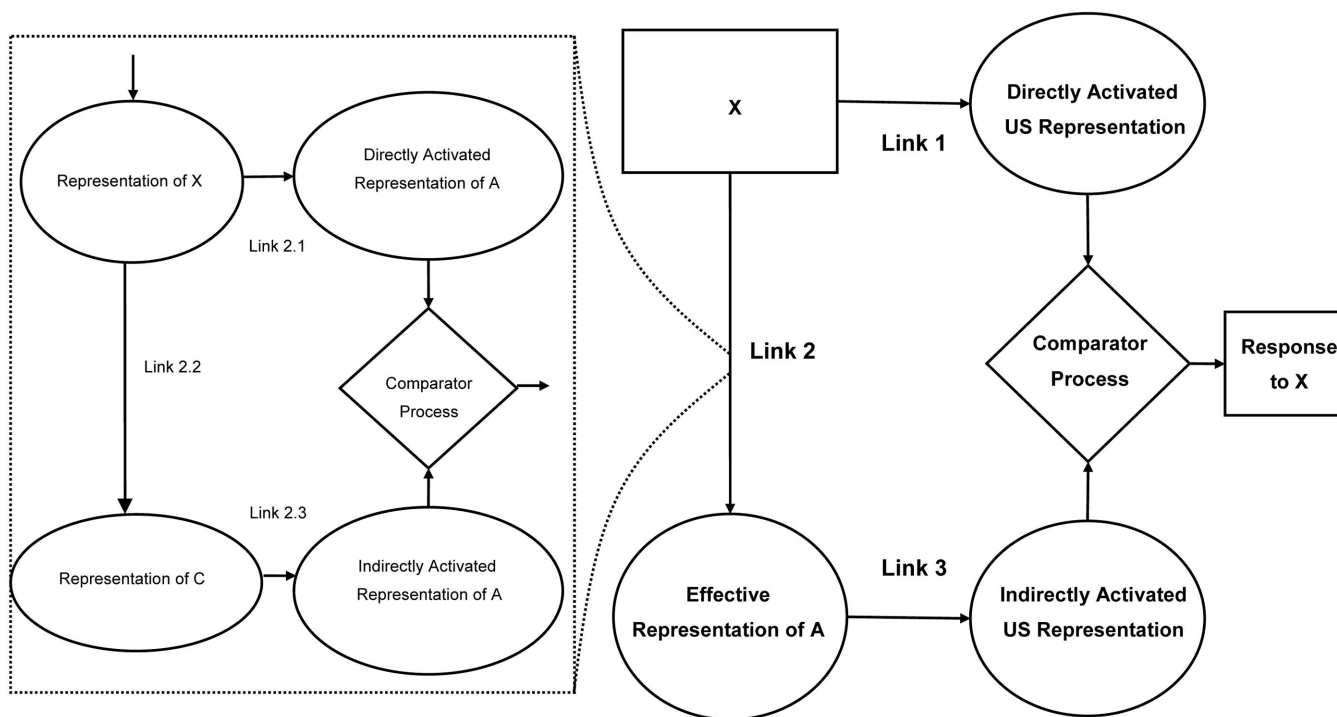 Representation of X
Directly Activated
Representation of A
Link 2.1
Link 2.2
Comparator
Process
Link 2.3
Representation of C
Indirectly Activated
Representation of A
X
Link 1
Directly Activated
US Representation
Link 2
Comparator
Process
Response
to X
Link 3
Effective
Representation of A
Indirectly Activated
US Representation